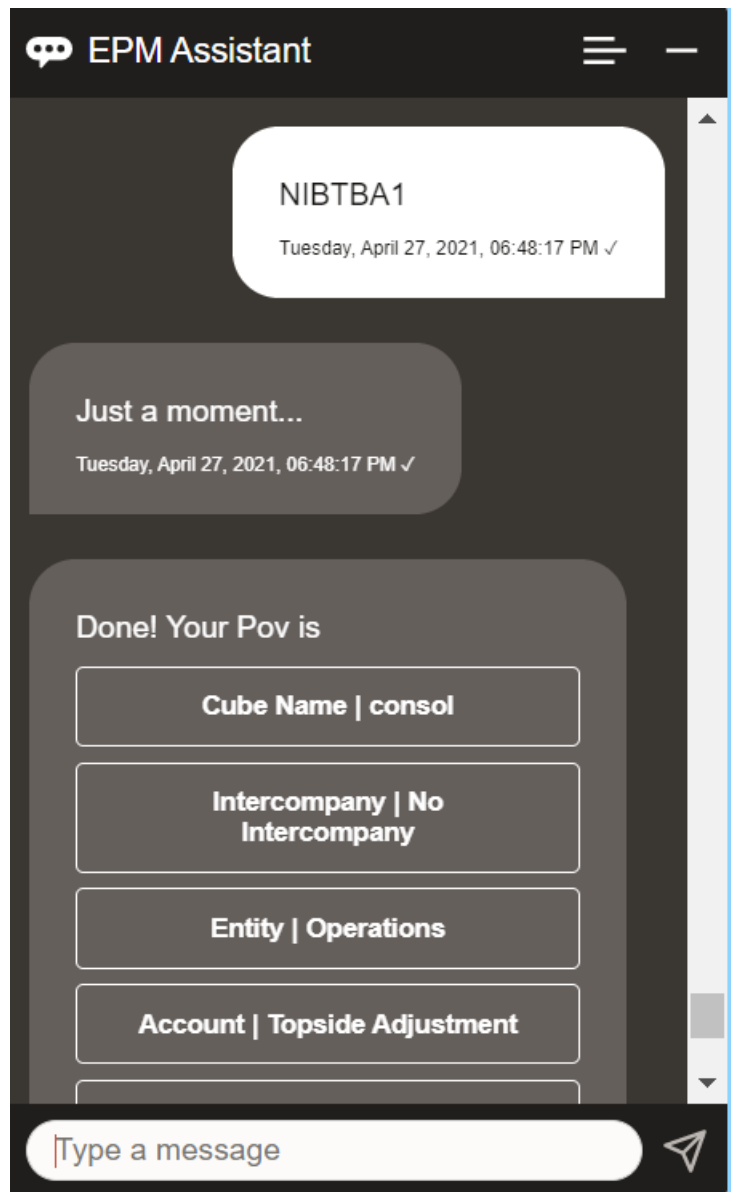 EPM Assistant
NIBTBA1
Tuesday, April 27, 2021, 06:48:17 PM ✓
Just a moment...
Tuesday, April 27, 2021, 06:48:17 PM ✓
Done! Your Pov is
Cube Name | consol
Intercompany | No
Intercompany
Entity | Operations
Account | Topside Adjustment
Type a message